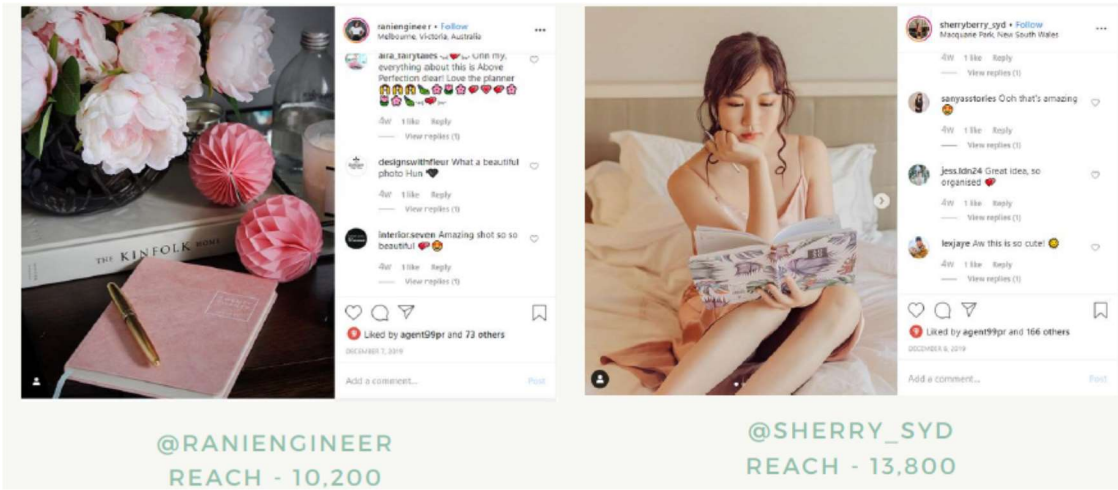 raniengineer • Follow
Melbourne, Victoria, Australia
Ohh my,
everything about this is Above
Perfection dear! Love the planner
4w 1 like Reply
View replies (1)
designswithfleur What a beautiful
photo Hun 🖤
4w 1 like Reply
View replies (1)
interior.seven Amazing shot so so
beautiful 💕😍
4w 1 like Reply
View replies (1)
Liked by agent99pr and 73 others
DECEMBER 7, 2019
Add a comment... Post
THE KINFOLK HOME
@RANIENGINEER
REACH - 10,200
sherryberry_syd • Follow
Macquarie Park, New South Wales
4w 1 like Reply
View replies (1)
sanyasstories Ooh that's amazing
😍
4w 1 like Reply
View replies (1)
jess.ldn24 Great idea, so
organised 💕
4w 1 like Reply
View replies (1)
lexjaye Aw this is so cute!
4w 1 like Reply
View replies (1)
Liked by agent99pr and 166 others
Add a comment... Post
@SHERRY_SYD
REACH - 13,800